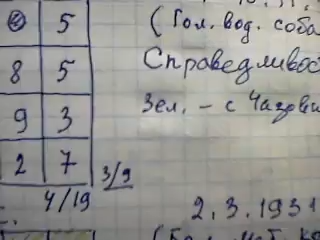 5 (Гол. вод. соба
8 5 Справедливос
Зел. - с Часови
9 3
2 7 3/9
4/19 2.3.1931